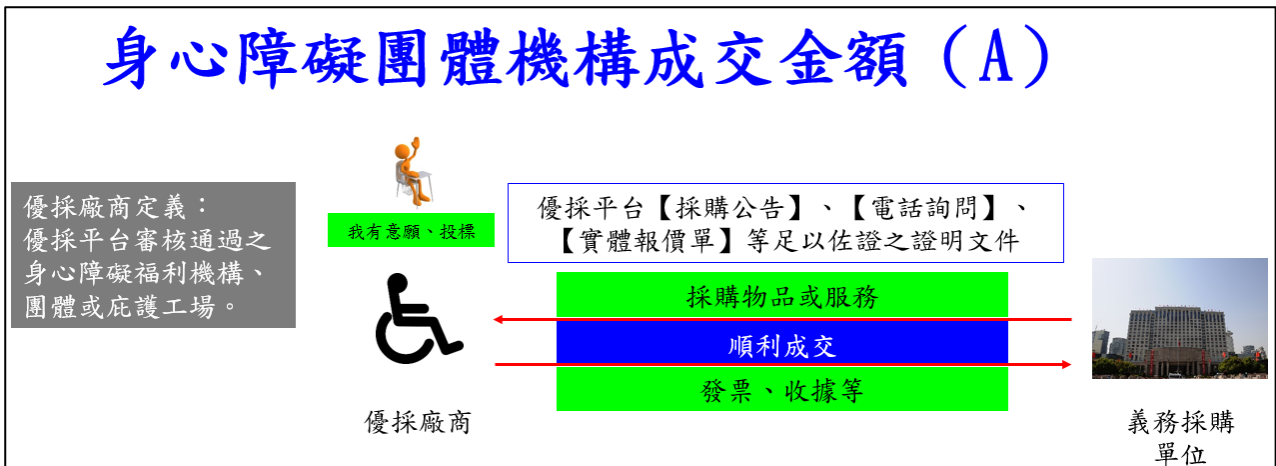 身心障礙團體機構成交金額（A）
優採廠商定義：
優採平台審核通過之
身心障礙福利機構、
團體或庇護工場。
我有意願、投標
優採平台【採購公告】、【電話詢問】、
【實體報價單】等足以佐證之證明文件
採購物品或服務
順利成交
發票、收據等
優採廠商
義務採購
單位